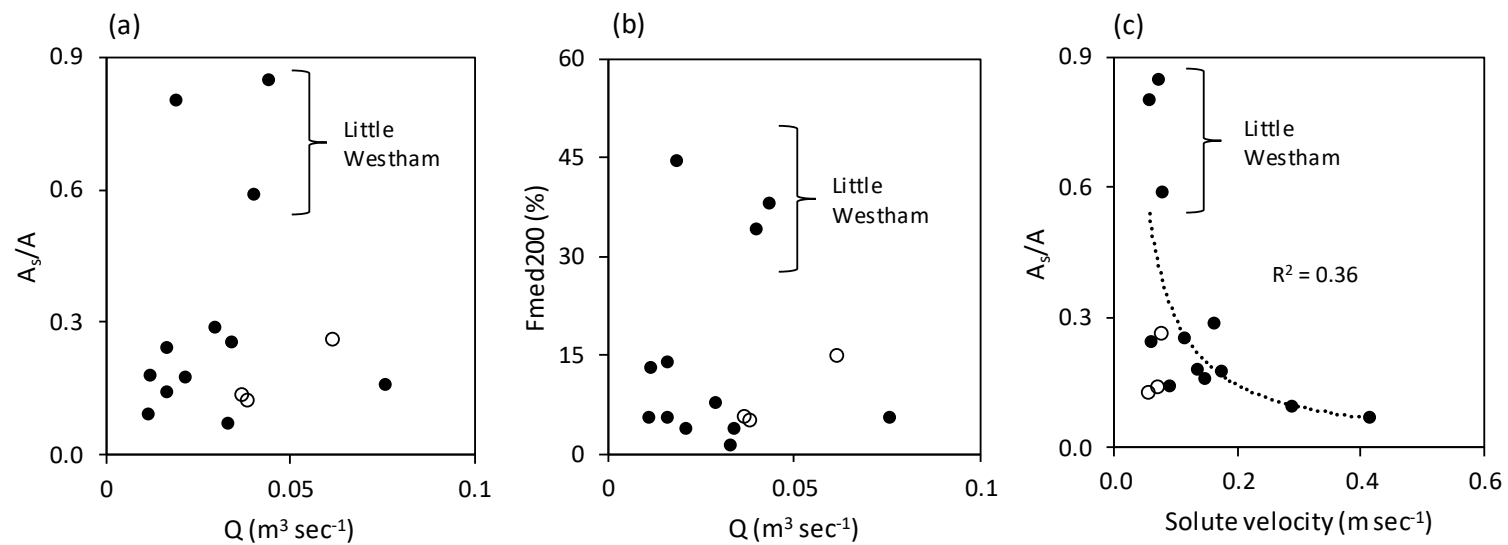 (a)
0.9
0.6
0.3
0.0
A_s/A
0
0.05
0.1
Q (m³ sec⁻¹)
Little
Westham
(b)
60
45
30
15
0
Fmed200 (%)
0
0.05
0.1
Q (m³ sec⁻¹)
Little
Westham
(c)
0.9
0.6
0.3
0.0
A_s/A
0.0
0.2
0.4
0.6
Solute velocity (m sec⁻¹)
Little
Westham
R² = 0.36